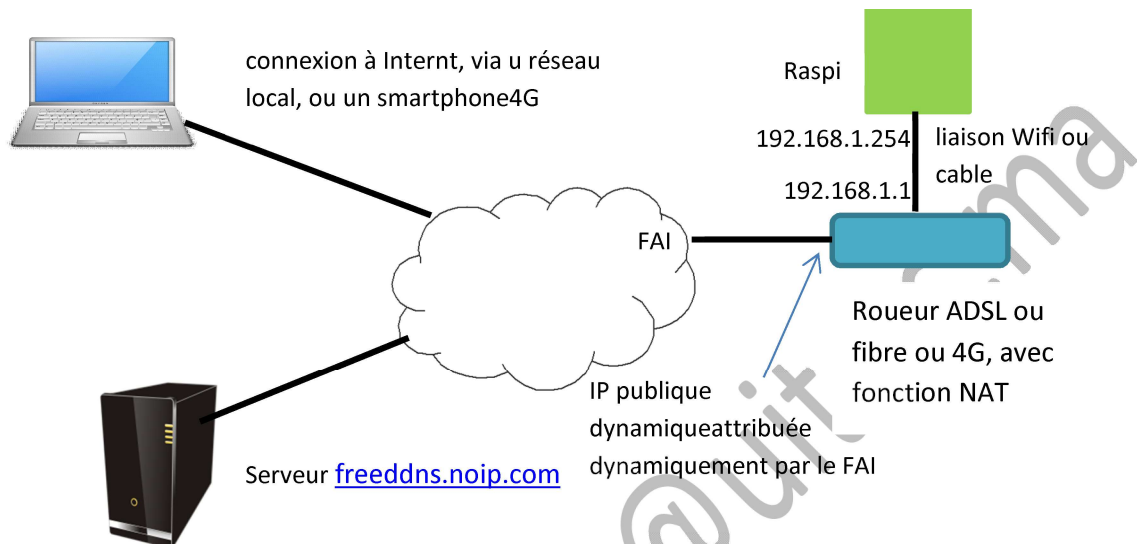 connexion à Internt, via u réseau
local, ou un smartphone4G
Raspi
192.168.1.254
liaison Wifi ou
cable
192.168.1.1
FAI
Roueur ADSL ou
fibre ou 4G, avec
fonction NAT
IP publique
dynamiqueattribuée
dynamiquement par le FAI
Serveur freeddns.noip.com